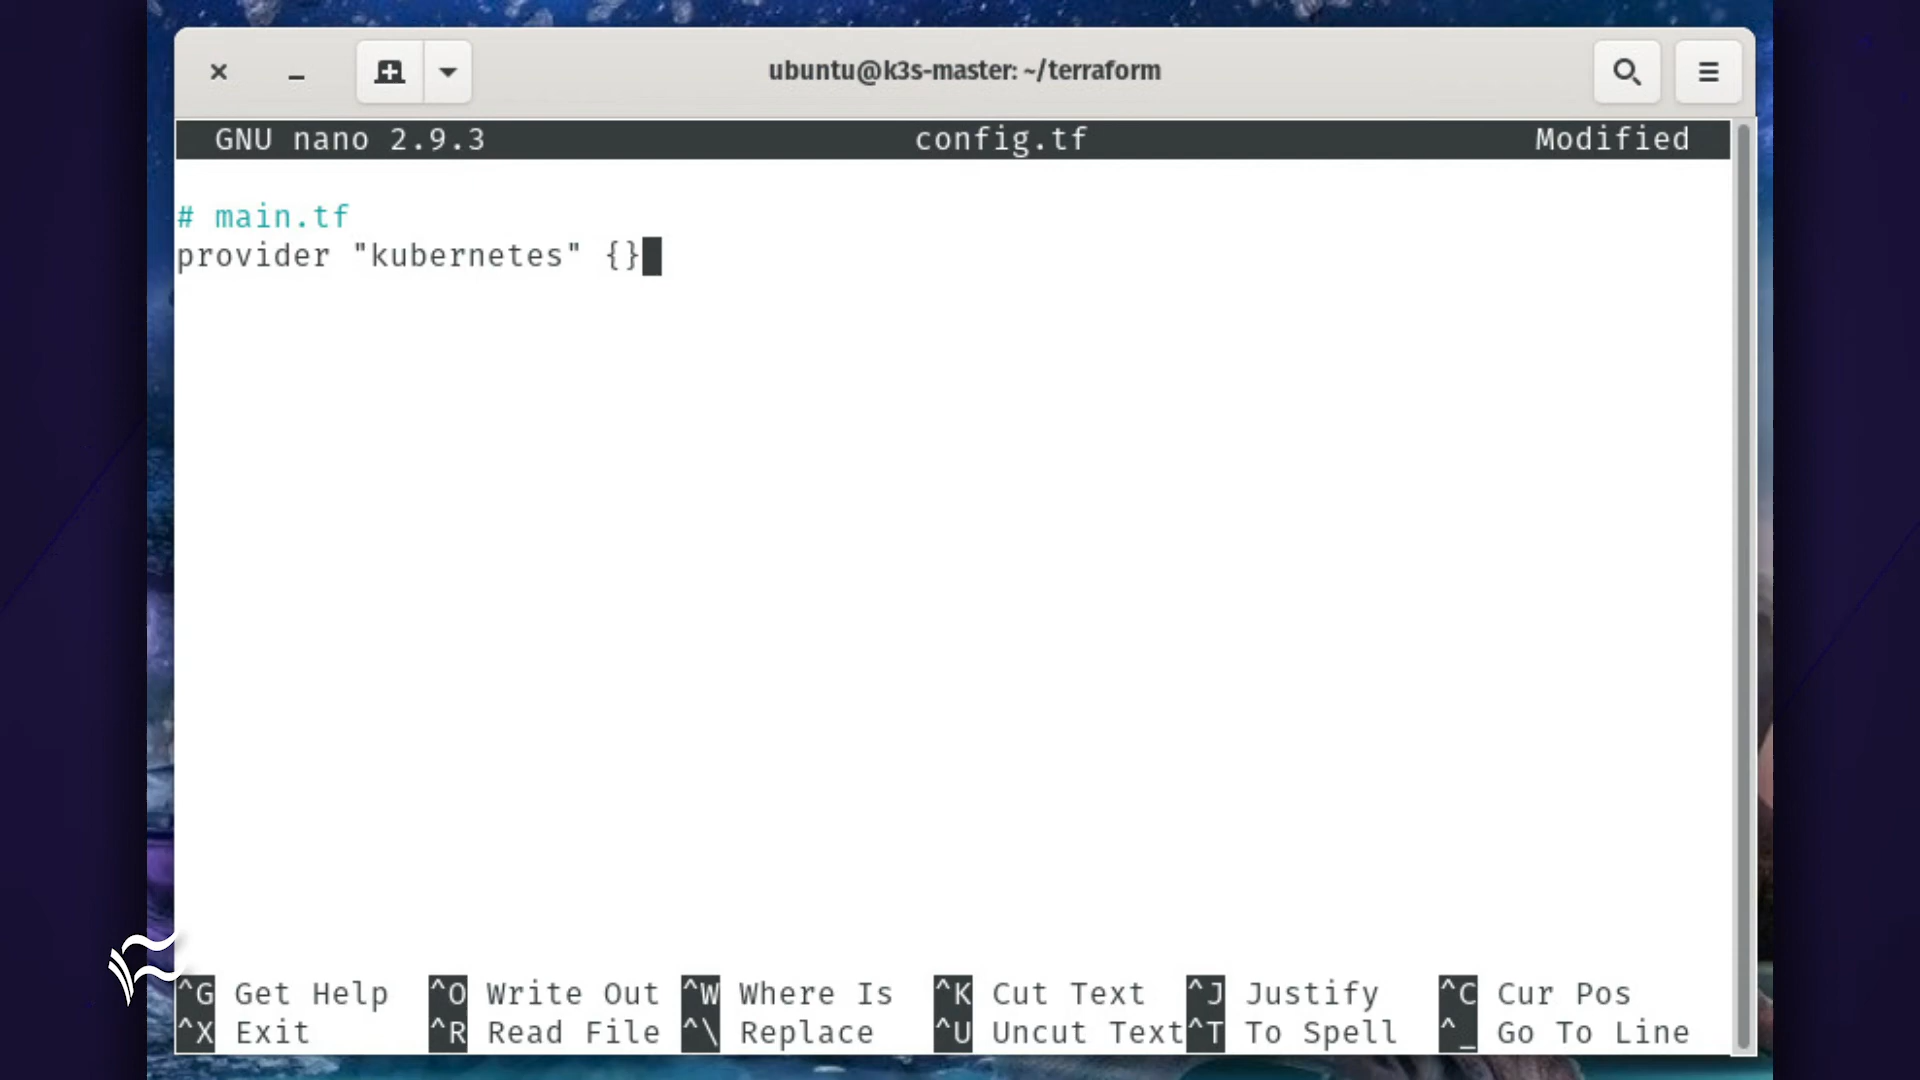 ubuntu@k3s-master: ~/terraform
GNU nano 2.9.3 config.tf Modified
# main.tf
provider "kubernetes" {}
^G Get Help ^O Write Out ^W Where Is ^K Cut Text ^J Justify ^C Cur Pos
^X Exit ^R Read File ^\ Replace ^U Uncut Text ^T To Spell ^_ Go To Line